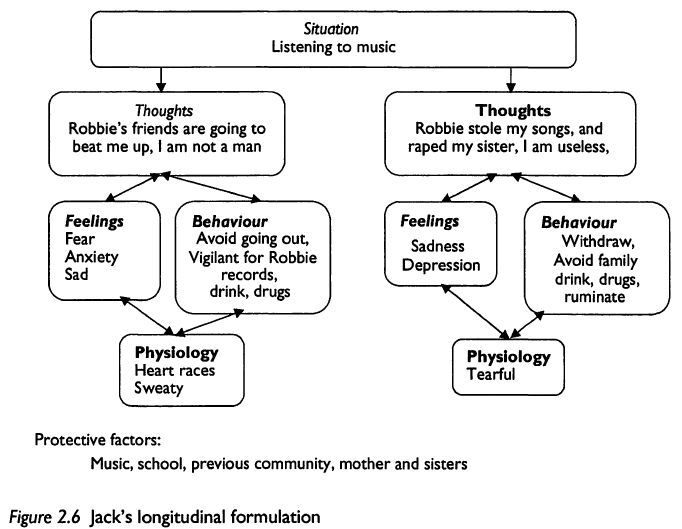 Situation
Listening to music
Thoughts
Robbie's friends are going to
beat me up, I am not a man
Thoughts
Robbie stole my songs, and
raped my sister, I am useless,
Feelings
Fear
Anxiety
Sad
Behaviour
Avoid going out,
Vigilant for Robbie
records,
drink, drugs
Feelings
Sadness
Depression
Behaviour
Withdraw,
Avoid family
drink, drugs,
ruminate
Physiology
Heart races
Sweaty
Physiology
Tearful
Protective factors:
Music, school, previous community, mother and sisters
Figure 2.6 Jack's longitudinal formulation